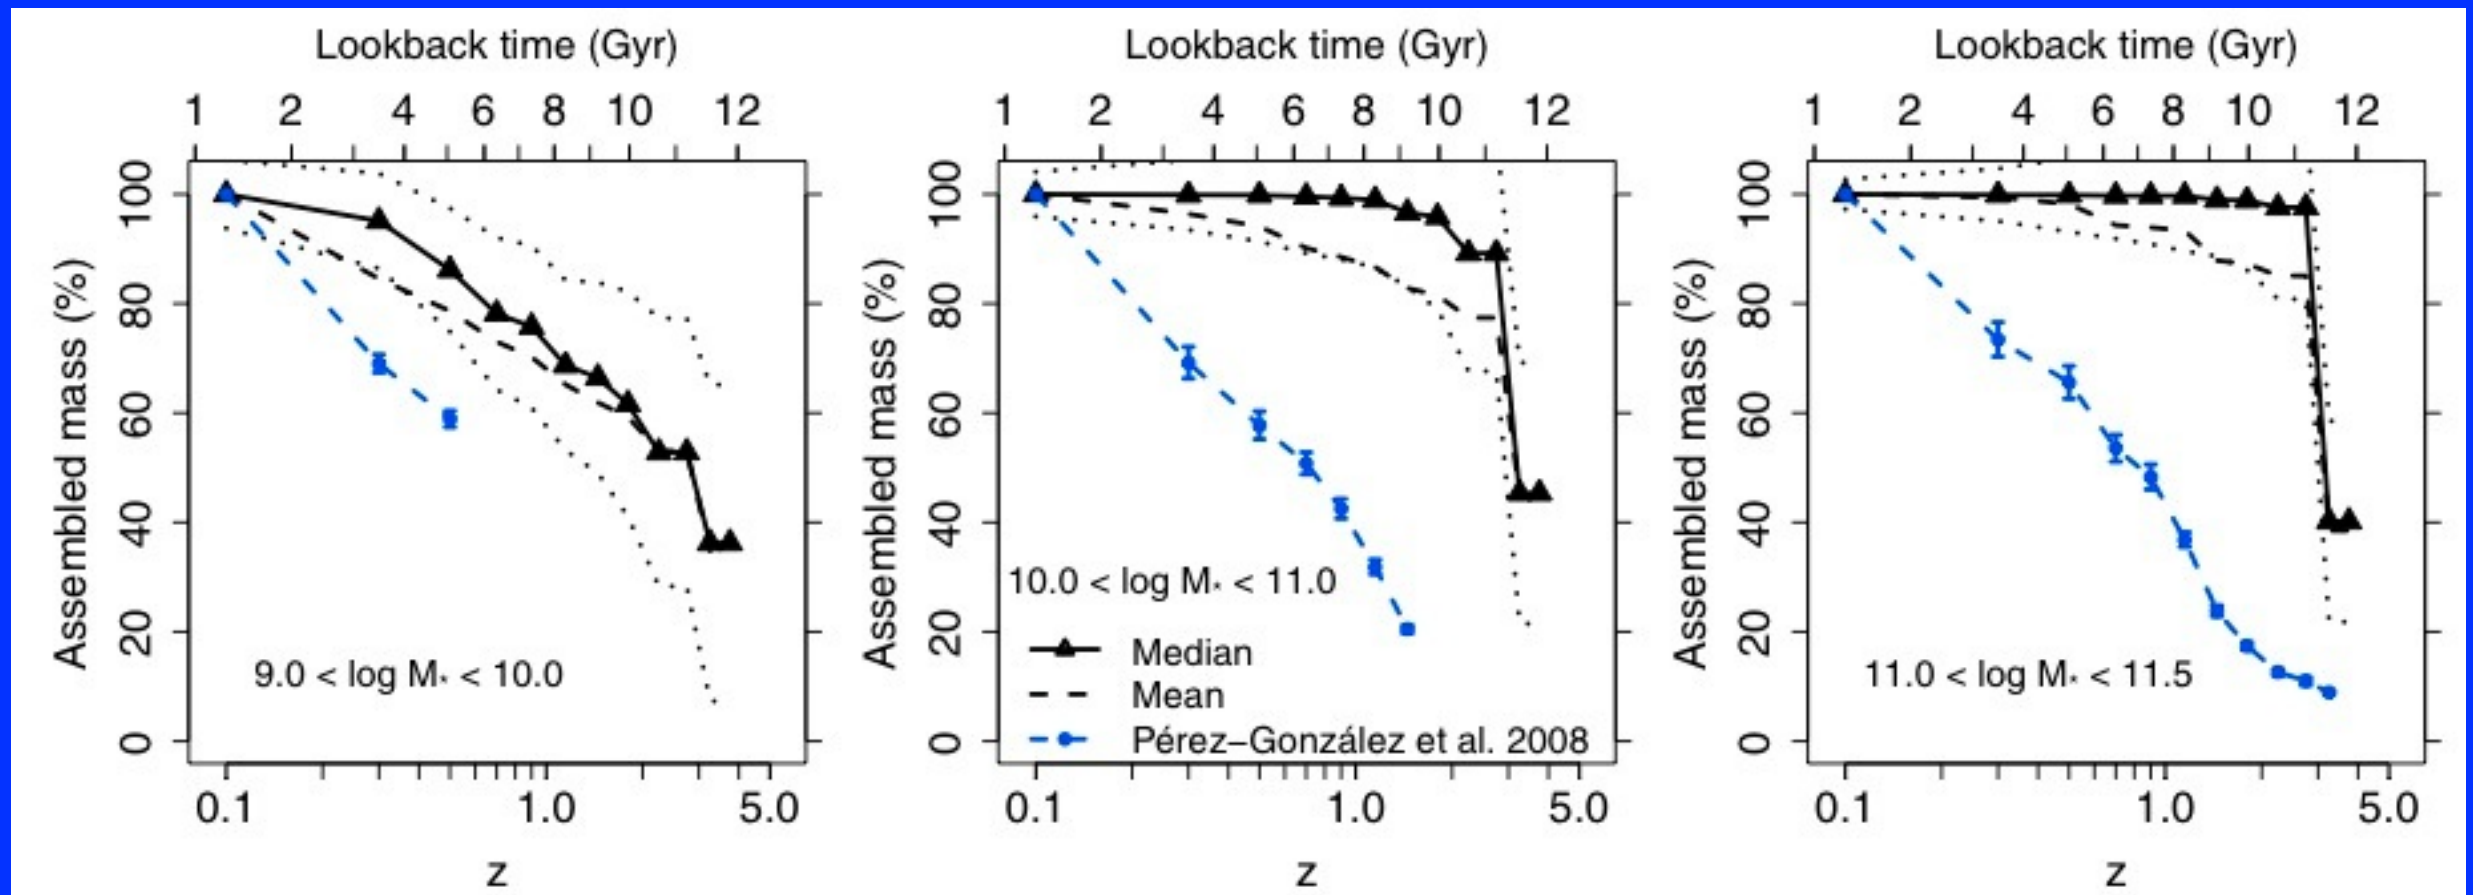 Lookback time (Gyr)
1 2 4 6 8 10 12
Assembled mass (%)
100
80
60
40
20
0
9.0 < log M* < 10.0
0.1 1.0 5.0
z
Lookback time (Gyr)
1 2 4 6 8 10 12
Assembled mass (%)
100
80
60
40
20
0
10.0 < log M* < 11.0
Median
Mean
Pérez–González et al. 2008
0.1 1.0 5.0
z
Lookback time (Gyr)
1 2 4 6 8 10 12
Assembled mass (%)
100
80
60
40
20
0
11.0 < log M* < 11.5
0.1 1.0 5.0
z